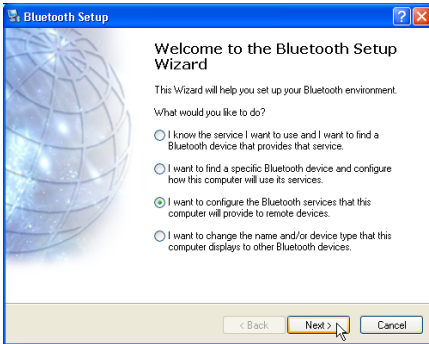 Bluetooth Setup
Welcome to the Bluetooth Setup
Wizard
This Wizard will help you set up your Bluetooth environment.
What would you like to do?
I know the service I want to use and I want to find a
Bluetooth device that provides that service.
I want to find a specific Bluetooth device and configure
how this computer will use its services.
I want to configure the Bluetooth services that this
computer will provide to remote devices.
I want to change the name and/or device type that this
computer displays to other Bluetooth devices.
< Back Next > Cancel